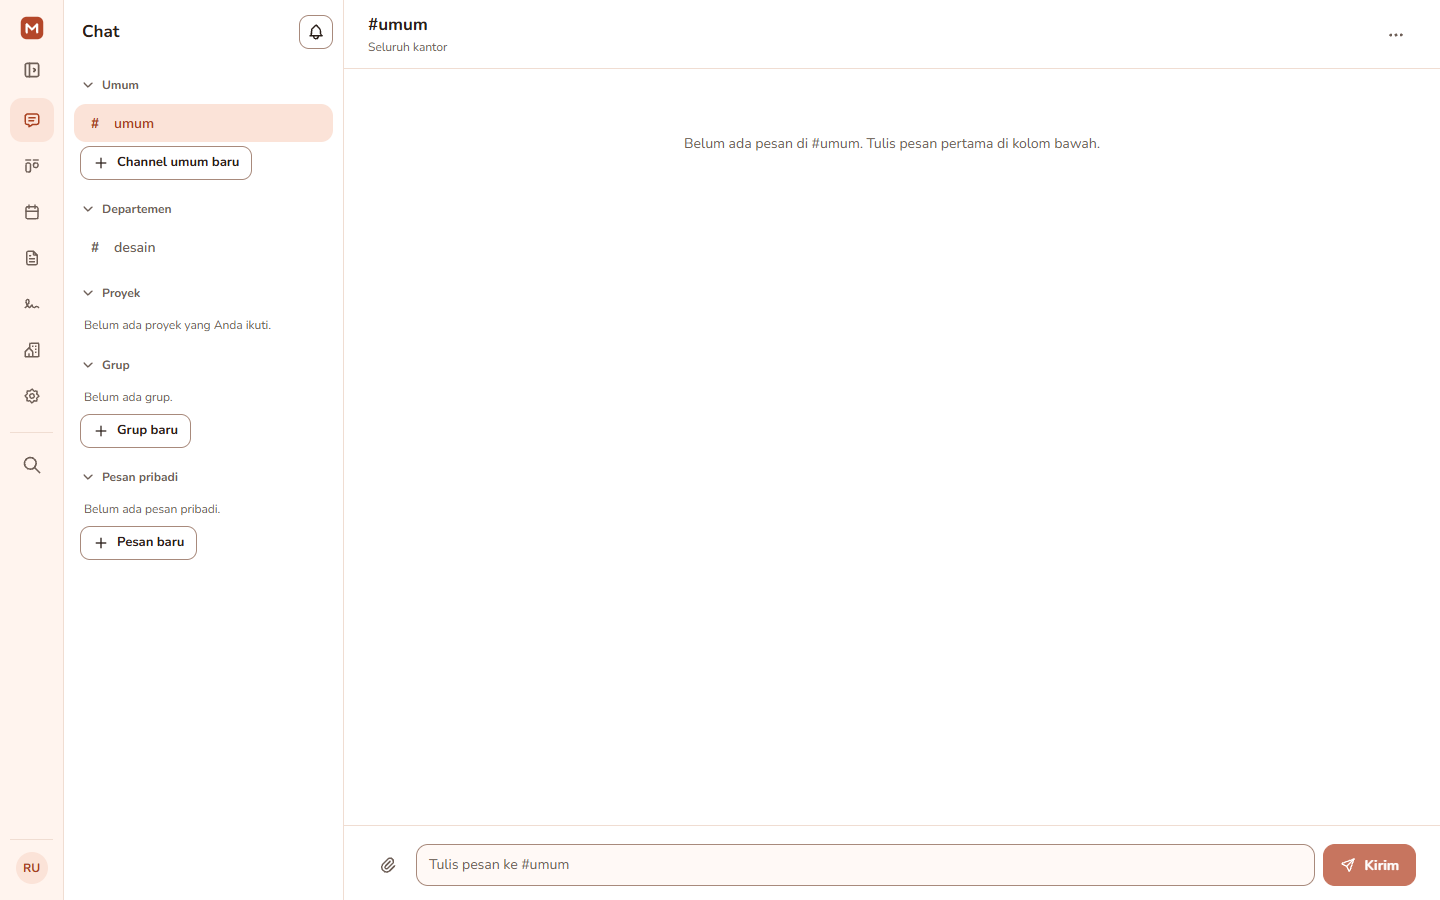 M
Chat
Umum
# umum
Channel umum baru
Departemen
# desain
Proyek
Belum ada proyek yang Anda ikuti.
Grup
Belum ada grup.
Grup baru
Pesan pribadi
Belum ada pesan pribadi.
Pesan baru
RU
#umum
Seluruh kantor
Belum ada pesan di #umum. Tulis pesan pertama di kolom bawah.
Tulis pesan ke #umum
Kirim